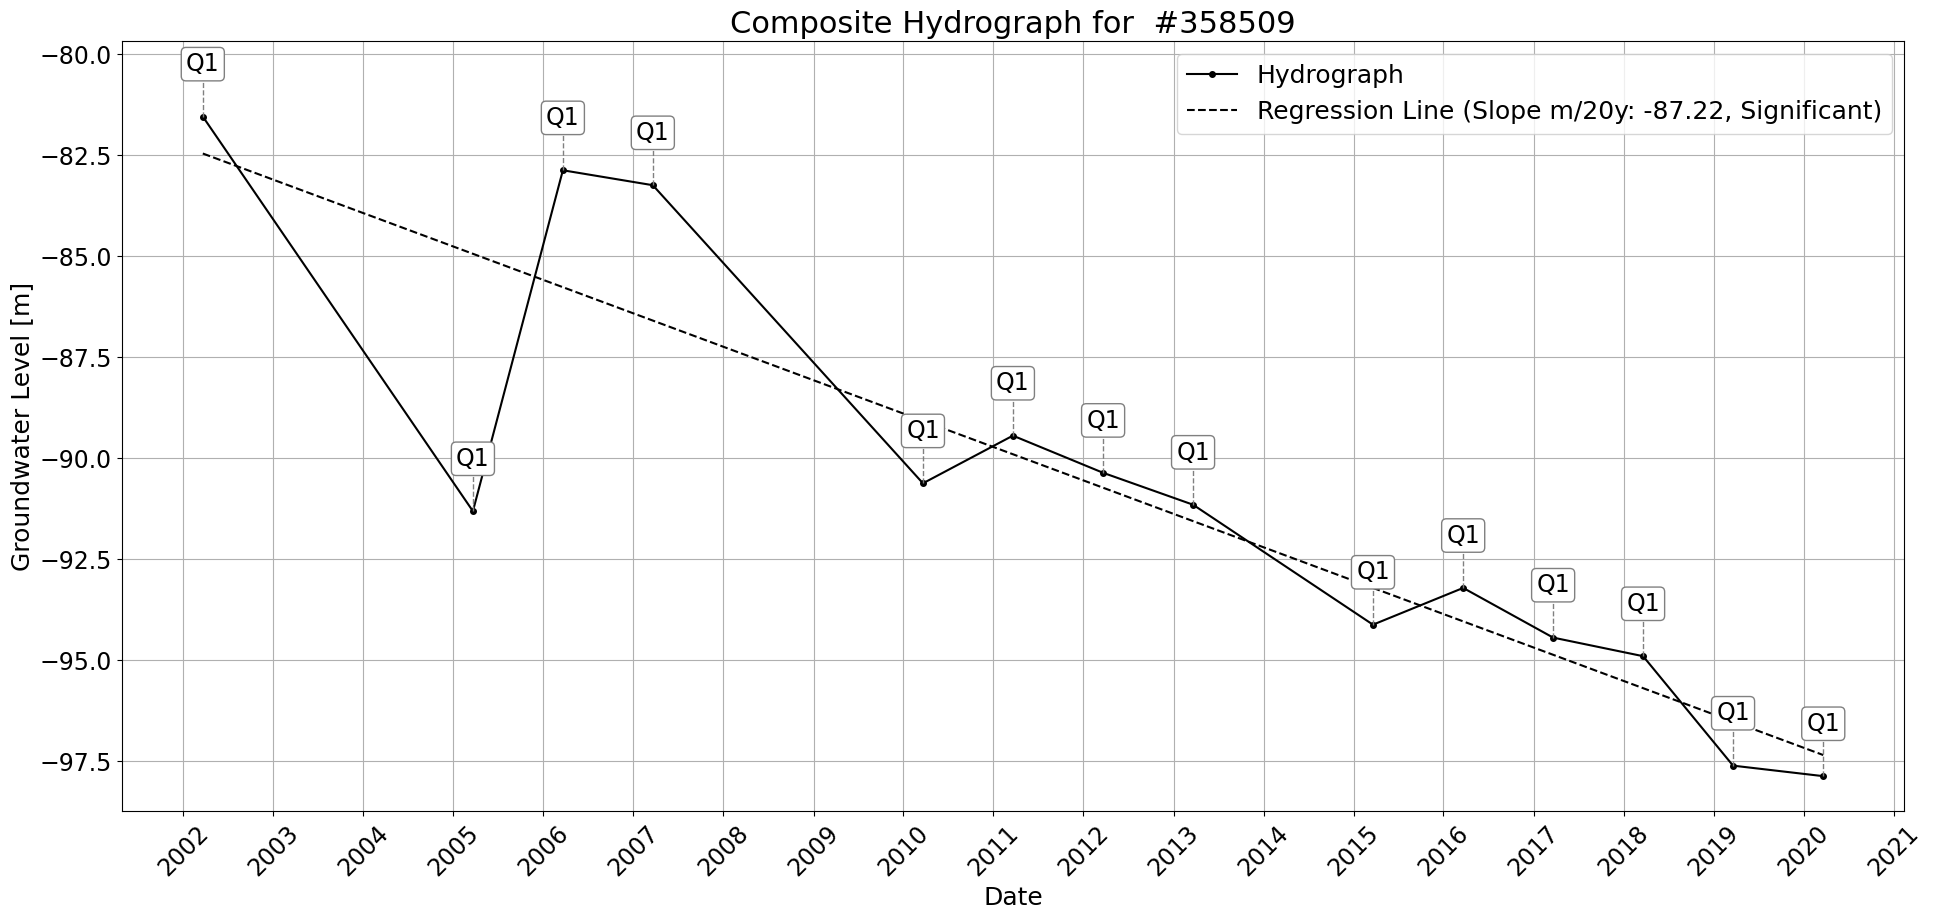 Composite Hydrograph for  #358509
Hydrograph
Regression Line (Slope m/20y: -87.22, Significant)
Groundwater Level [m]
−80.0
−82.5
−85.0
−87.5
−90.0
−92.5
−95.0
−97.5
Q1
Q1
Q1
Q1
Q1
Q1
Q1
Q1
Q1
Q1
Q1
Q1
Q1
Q1
2002
2003
2004
2005
2006
2007
2008
2009
2010
2011
2012
2013
2014
2015
2016
2017
2018
2019
2020
2021
Date